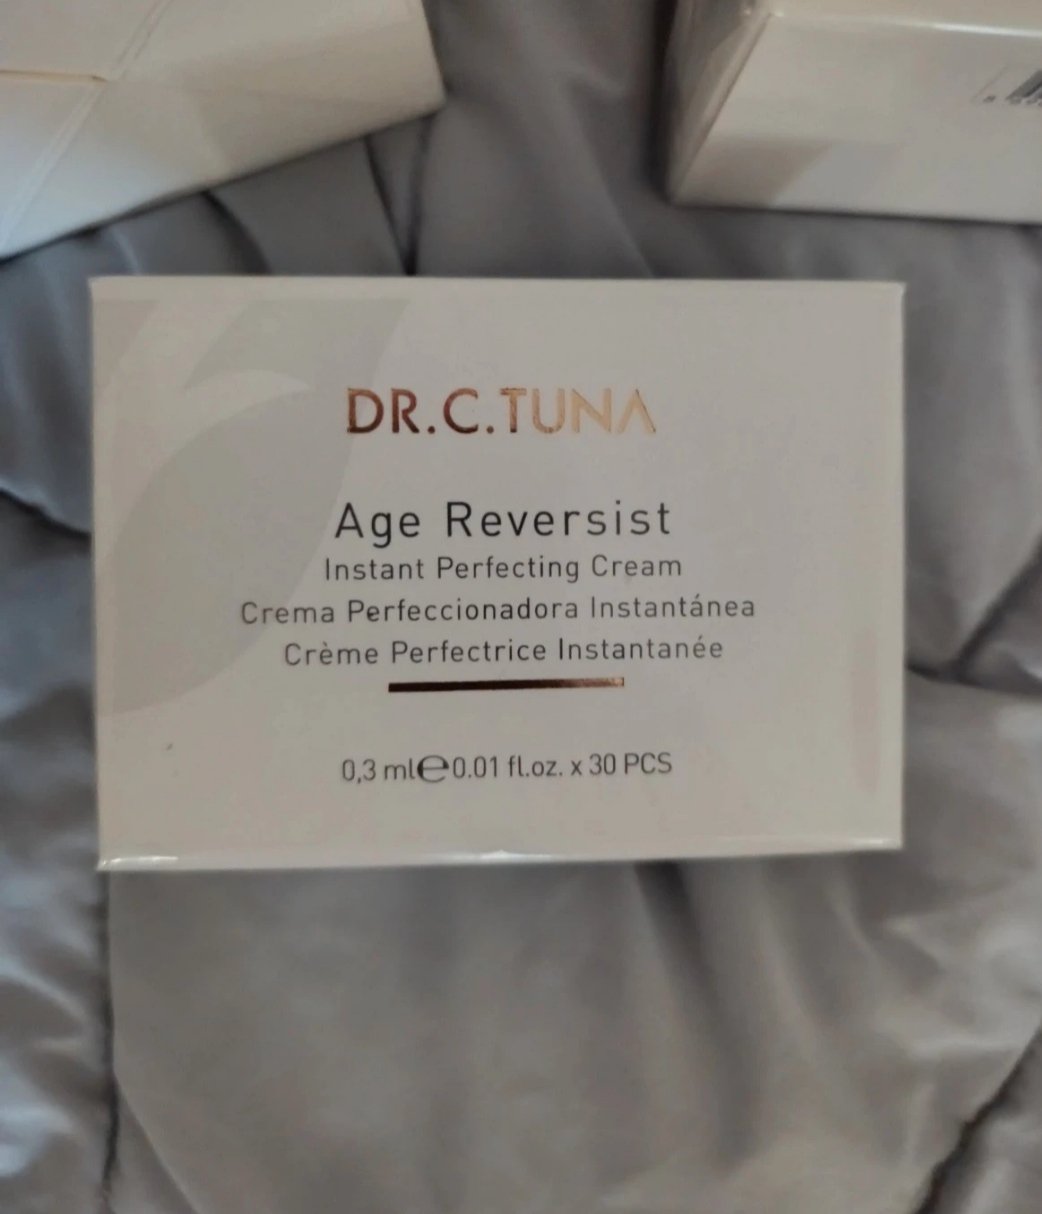 DR.C.TUNA
Age Reversist
Instant Perfecting Cream
Crema Perfeccionadora Instantánea
Crème Perfectrice Instantanée
0,3 ml℮0.01 fl.oz. x 30 PCS